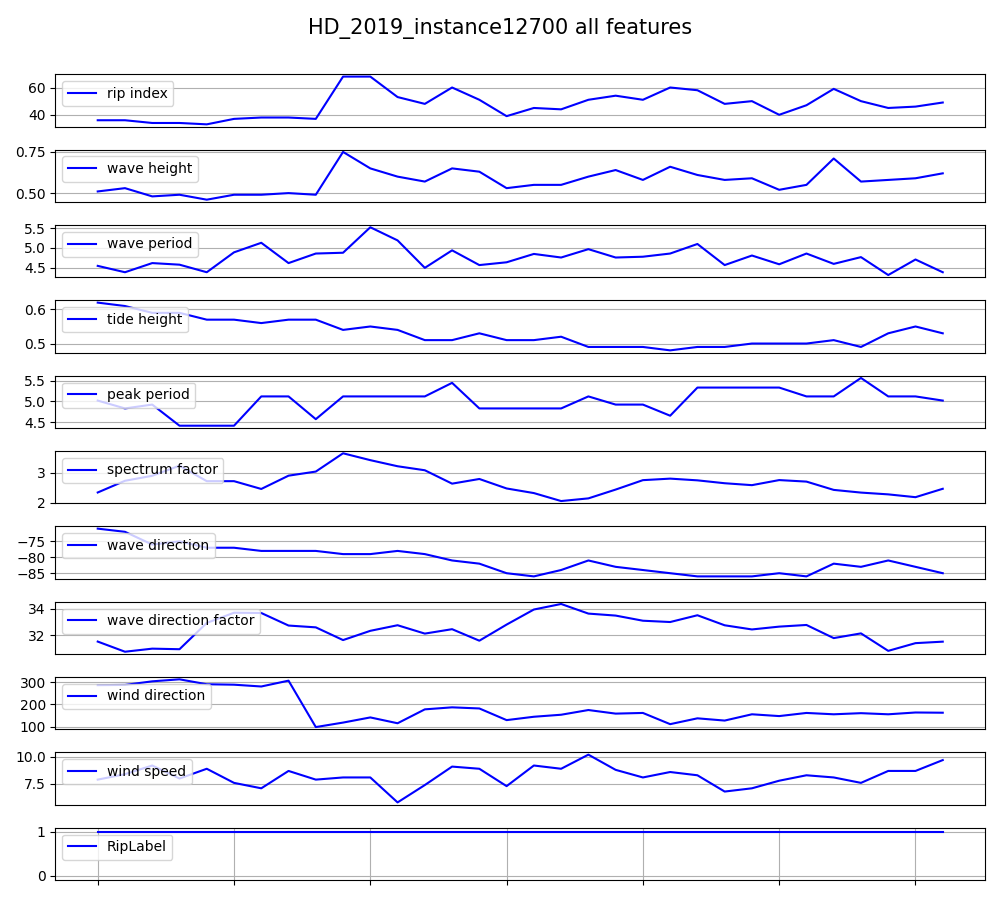 HD_2019_instance12700 all features
60
40
rip index
0.75
0.50
wave height
5.5
5.0
4.5
wave period
0.6
0.5
tide height
5.5
5.0
4.5
peak period
3
2
spectrum factor
−75
−80
−85
wave direction
34
32
wave direction factor
300
200
100
wind direction
10.0
7.5
wind speed
1
0
RipLabel